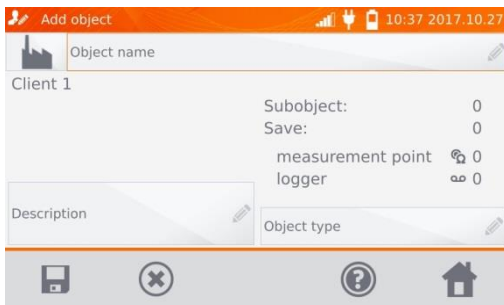 Add object 10:37 2017.10.27
Object name
Client 1
Subobject: 0
Save: 0
measurement point 0
logger 0
Description
Object type